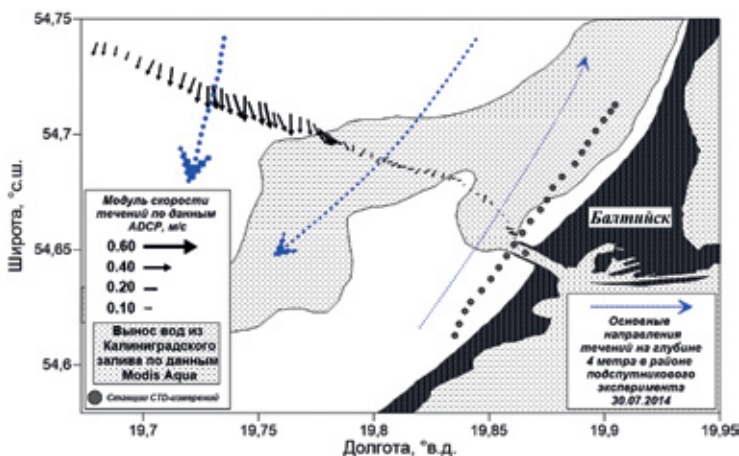 54,75
54,7
54,65
54,6
Широта, °с.ш.
Модуль скорости
течений по данным
ADCP, м/с
0.60
0.40
0.20
0.10
Вынос вод из
Калининградского
залива по данным
Modis Aqua
Станции CTD-измерений
Балтийск
Основные
направления
течений на глубине
4 метра в районе
подспутникового
эксперимента
30.07.2014
19,7
19,75
19,8
19,85
19,9
19,95
Долгота, °в.д.